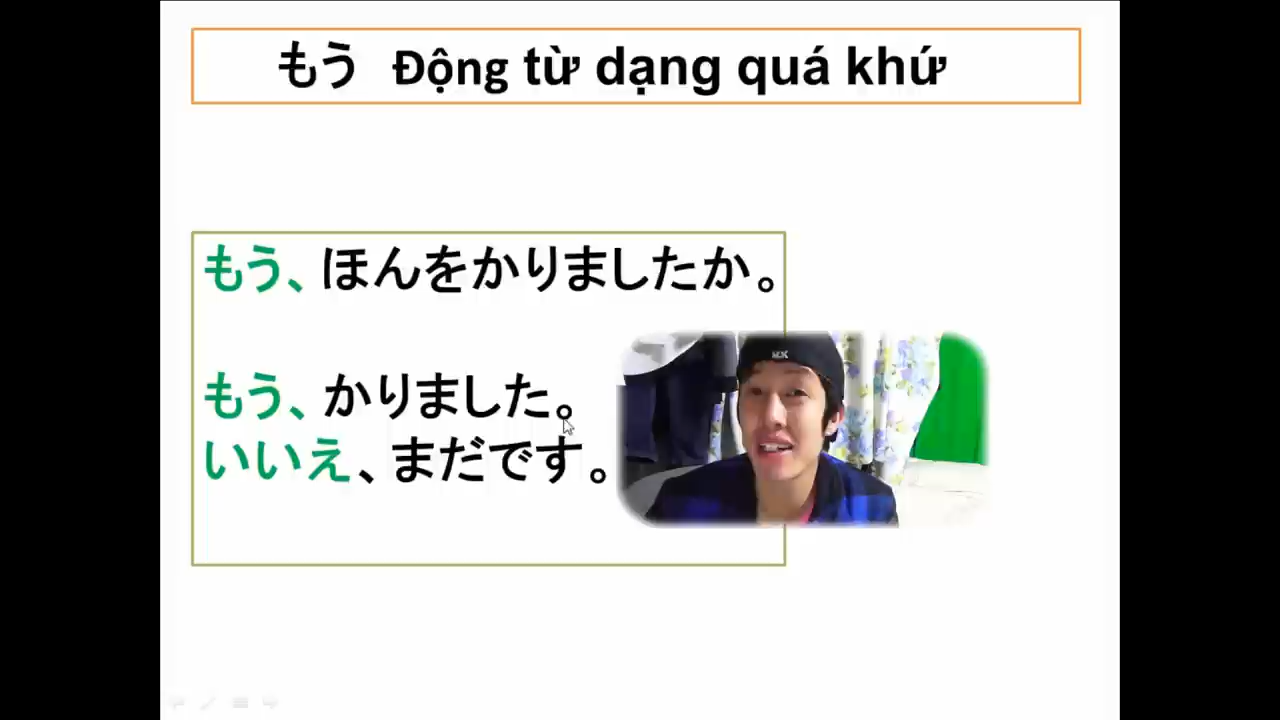 もう Động từ dạng quá khứ
もう、ほんをかりましたか。
もう、かりました。
いいえ、まだです。